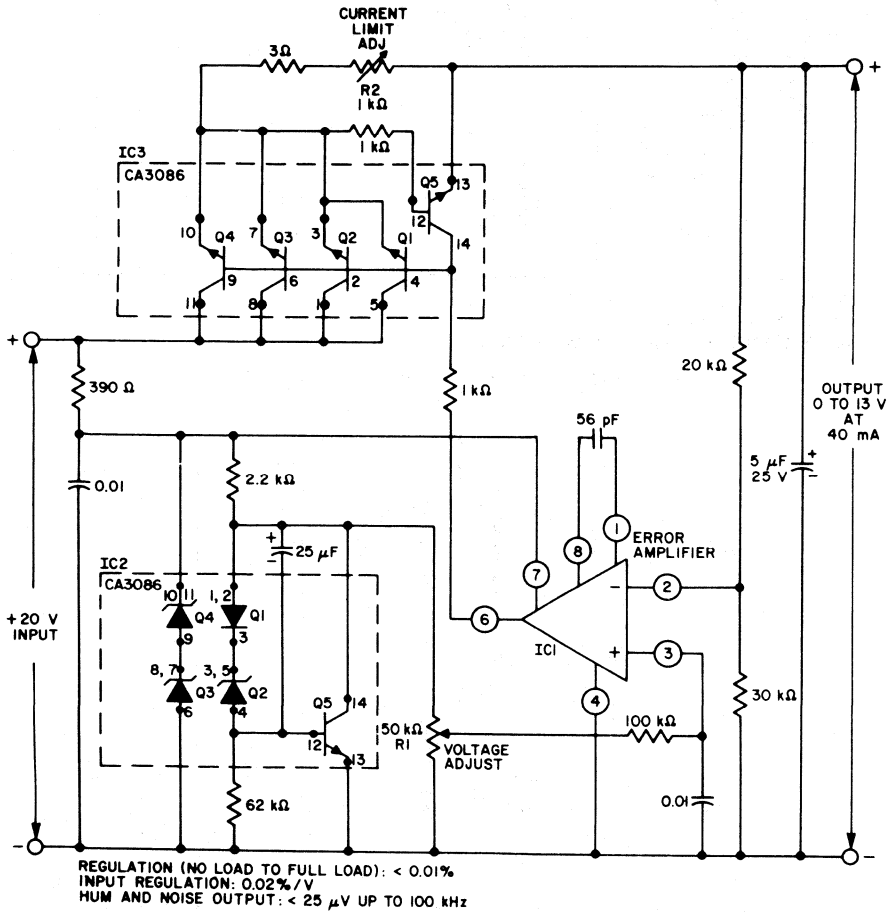 CURRENT
LIMIT
ADJ
3Ω
R2
1 kΩ
1 kΩ
+
IC3
CA3086
Q5
13
12
14
10
Q4
7
Q3
3
Q2
Q1
9
6
2
4
11
8
1
5
+
390 Ω
1 kΩ
20 kΩ
OUTPUT
0 TO 13 V
AT
40 mA
56 pF
2.2 kΩ
0.01
5 µF
25 V
+
-
+
-
25 µF
1
8
ERROR
AMPLIFIER
7
IC2
CA3086
+20 V
INPUT
10 11
Q4
9
1, 2
Q1
3
8, 7
Q3
6
3, 5
Q2
4
Q5
14
12
13
6
-
2
IC1
+
3
4
30 kΩ
50 kΩ
R1
VOLTAGE
ADJUST
100 kΩ
62 kΩ
0.01
-
-
REGULATION (NO LOAD TO FULL LOAD): < 0.01%
INPUT REGULATION: 0.02%/V
HUM AND NOISE OUTPUT: < 25 µV UP TO 100 kHz